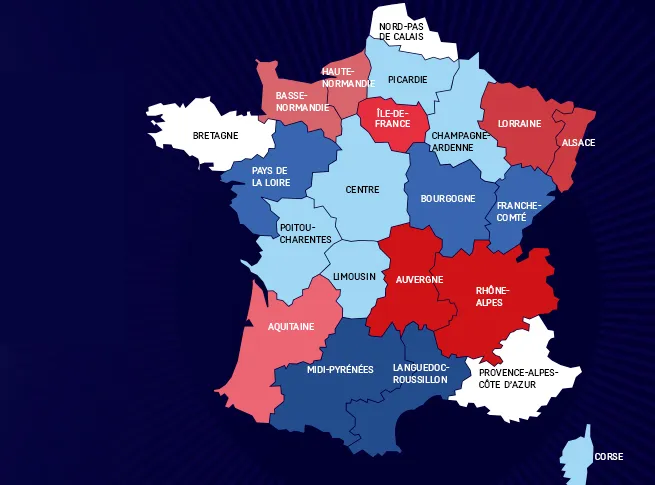 NORD-PAS
DE CALAIS
HAUTE-
NORMANDIE
PICARDIE
BASSE-
NORMANDIE
ÎLE-DE-
FRANCE
LORRAINE
BRETAGNE
CHAMPAGNE-
ARDENNE
ALSACE
PAYS DE
LA LOIRE
CENTRE
BOURGOGNE
FRANCHE-
COMTÉ
POITOU-
CHARENTES
LIMOUSIN
AUVERGNE
RHÔNE-
ALPES
AQUITAINE
MIDI-PYRÉNÉES
LANGUEDOC-
ROUSSILLON
PROVENCE-ALPES-
CÔTE D'AZUR
CORSE